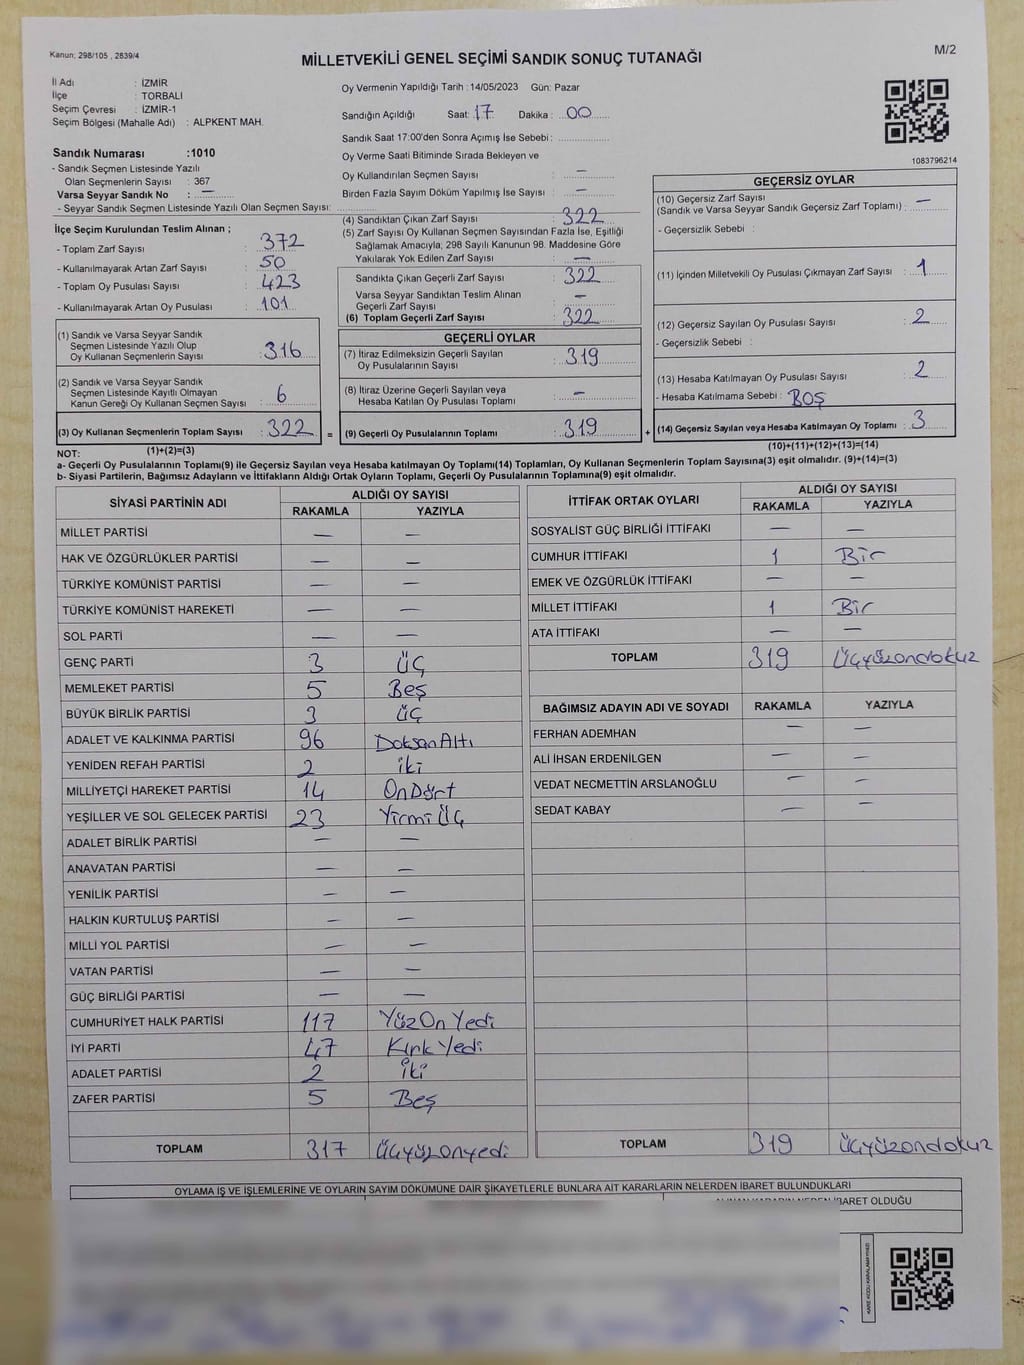 Kanun: 298/105 , 2839/4
MİLLETVEKİLİ GENEL SEÇİMİ SANDIK SONUÇ TUTANAĞI
M/2
İl Adı : İZMİR
İlçe : TORBALI
Seçim Çevresi : İZMİR-1
Seçim Bölgesi (Mahalle Adı) : ALPKENT MAH.
Oy Vermenin Yapıldığı Tarih : 14/05/2023 Gün: Pazar
Sandığın Açıldığı Saat: 17 Dakika : 00
Sandık Saat 17:00'den Sonra Açımış İse Sebebi :
1083796214
Sandık Numarası :1010
- Sandık Seçmen Listesinde Yazılı
Olan Seçmenlerin Sayısı : 367
Varsa Seyyar Sandık No : —
- Seyyar Sandık Seçmen Listesinde Yazılı Olan Seçmen Sayısı:
Oy Verme Saati Bitiminde Sırada Bekleyen ve
Oy Kullandırılan Seçmen Sayısı : —
Birden Fazla Sayım Döküm Yapılmış İse Sayısı : —
İlçe Seçim Kurulundan Teslim Alınan ;
- Toplam Zarf Sayısı : 372
- Kullanılmayarak Artan Zarf Sayısı : 50
- Toplam Oy Pusulası Sayısı : 423
- Kullanılmayarak Artan Oy Pusulası : 101
(4) Sandıktan Çıkan Zarf Sayısı : 322
(5) Zarf Sayısı Oy Kullanan Seçmen Sayısından Fazla İse, Eşitliği
Sağlamak Amacıyla; 298 Sayılı Kanunun 98. Maddesine Göre
Yakılarak Yok Edilen Zarf Sayısı : —
Sandıkta Çıkan Geçerli Zarf Sayısı : 322
Varsa Seyyar Sandıktan Teslim Alınan
Geçerli Zarf Sayısı : —
(6) Toplam Geçerli Zarf Sayısı : 322
(1) Sandık ve Varsa Seyyar Sandık
Seçmen Listesinde Yazılı Olup
Oy Kullanan Seçmenlerin Sayısı : 316
(2) Sandık ve Varsa Seyyar Sandık
Seçmen Listesinde Kayıtlı Olmayan
Kanun Gereği Oy Kullanan Seçmen Sayısı : 6
(3) Oy Kullanan Seçmenlerin Toplam Sayısı : 322 =
GEÇERLİ OYLAR
(7) İtiraz Edilmeksizin Geçerli Sayılan
Oy Pusulalarının Sayısı : 319
(8) İtiraz Üzerine Geçerli Sayılan veya
Hesaba Katılan Oy Pusulası Toplamı : —
(9) Geçerli Oy Pusulalarının Toplamı : 319 +
GEÇERSİZ OYLAR
(10) Geçersiz Zarf Sayısı
(Sandık ve Varsa Seyyar Sandık Geçersiz Zarf Toplamı) : —
- Geçersizlik Sebebi :
(11) İçinden Milletvekili Oy Pusulası Çıkmayan Zarf Sayısı : 1
(12) Geçersiz Sayılan Oy Pusulası Sayısı : 2
- Geçersizlik Sebebi :
(13) Hesaba Katılmayan Oy Pusulası Sayısı : 2
- Hesaba Katılmama Sebebi : BOŞ
(14) Geçersiz Sayılan veya Hesaba Katılmayan Oy Toplamı : 3
NOT: (1)+(2)=(3) (10)+(11)+(12)+(13)=(14)
a- Geçerli Oy Pusulalarının Toplamı(9) ile Geçersiz Sayılan veya Hesaba katılmayan Oy Toplamı(14) Toplamları, Oy Kullanan Seçmenlerin Toplam Sayısına(3) eşit olmalıdır. (9)+(14)=(3)
b- Siyasi Partilerin, Bağımsız Adayların ve İttifakların Aldığı Ortak Oyların Toplamı, Geçerli Oy Pusulalarının Toplamına(9) eşit olmalıdır.
SİYASİ PARTİNİN ADI ALDIĞI OY SAYISI
RAKAMLA YAZIYLA
MİLLET PARTİSİ — —
HAK VE ÖZGÜRLÜKLER PARTİSİ — —
TÜRKİYE KOMÜNİST PARTİSİ — —
TÜRKİYE KOMÜNİST HAREKETİ — —
SOL PARTİ — —
GENÇ PARTİ 3 ÜÇ
MEMLEKET PARTİSİ 5 Beş
BÜYÜK BİRLİK PARTİSİ 3 ÜÇ
ADALET VE KALKINMA PARTİSİ 96 Doksan Altı
YENİDEN REFAH PARTİSİ 2 iki
MİLLİYETÇİ HAREKET PARTİSİ 14 On Dört
YEŞİLLER VE SOL GELECEK PARTİSİ 23 Yirmi Üç
ADALET BİRLİK PARTİSİ — —
ANAVATAN PARTİSİ — —
YENİLİK PARTİSİ — —
HALKIN KURTULUŞ PARTİSİ — —
MİLLİ YOL PARTİSİ — —
VATAN PARTİSİ — —
GÜÇ BİRLİĞİ PARTİSİ — —
CUMHURİYET HALK PARTİSİ 117 Yüz On Yedi
İYİ PARTİ 47 Kırk Yedi
ADALET PARTİSİ 2 İki
ZAFER PARTİSİ 5 Beş
TOPLAM 317 Üçyüzonyedi
İTTİFAK ORTAK OYLARI ALDIĞI OY SAYISI
RAKAMLA YAZIYLA
SOSYALİST GÜÇ BİRLİĞİ İTTİFAKI — —
CUMHUR İTTİFAKI 1 Bir
EMEK VE ÖZGÜRLÜK İTTİFAKI — —
MİLLET İTTİFAKI 1 Bir
ATA İTTİFAKI — —
TOPLAM 319 Üçyüzondokuz
BAĞIMSIZ ADAYIN ADI VE SOYADI RAKAMLA YAZIYLA
FERHAN ADEMHAN — —
ALİ İHSAN ERDENİLGEN — —
VEDAT NECMETTİN ARSLANOĞLU — —
SEDAT KABAY — —
TOPLAM 319 Üçyüzondokuz
OYLAMA İŞ VE İŞLEMLERİNE VE OYLARIN SAYIM DÖKÜMÜNE DAİR ŞİKAYETLERLE BUNLARA AİT KARARLARIN NELERDEN İBARET BULUNDUKLARI
İBARET OLDUĞU
KARE KODU KARALAMAYINIZ